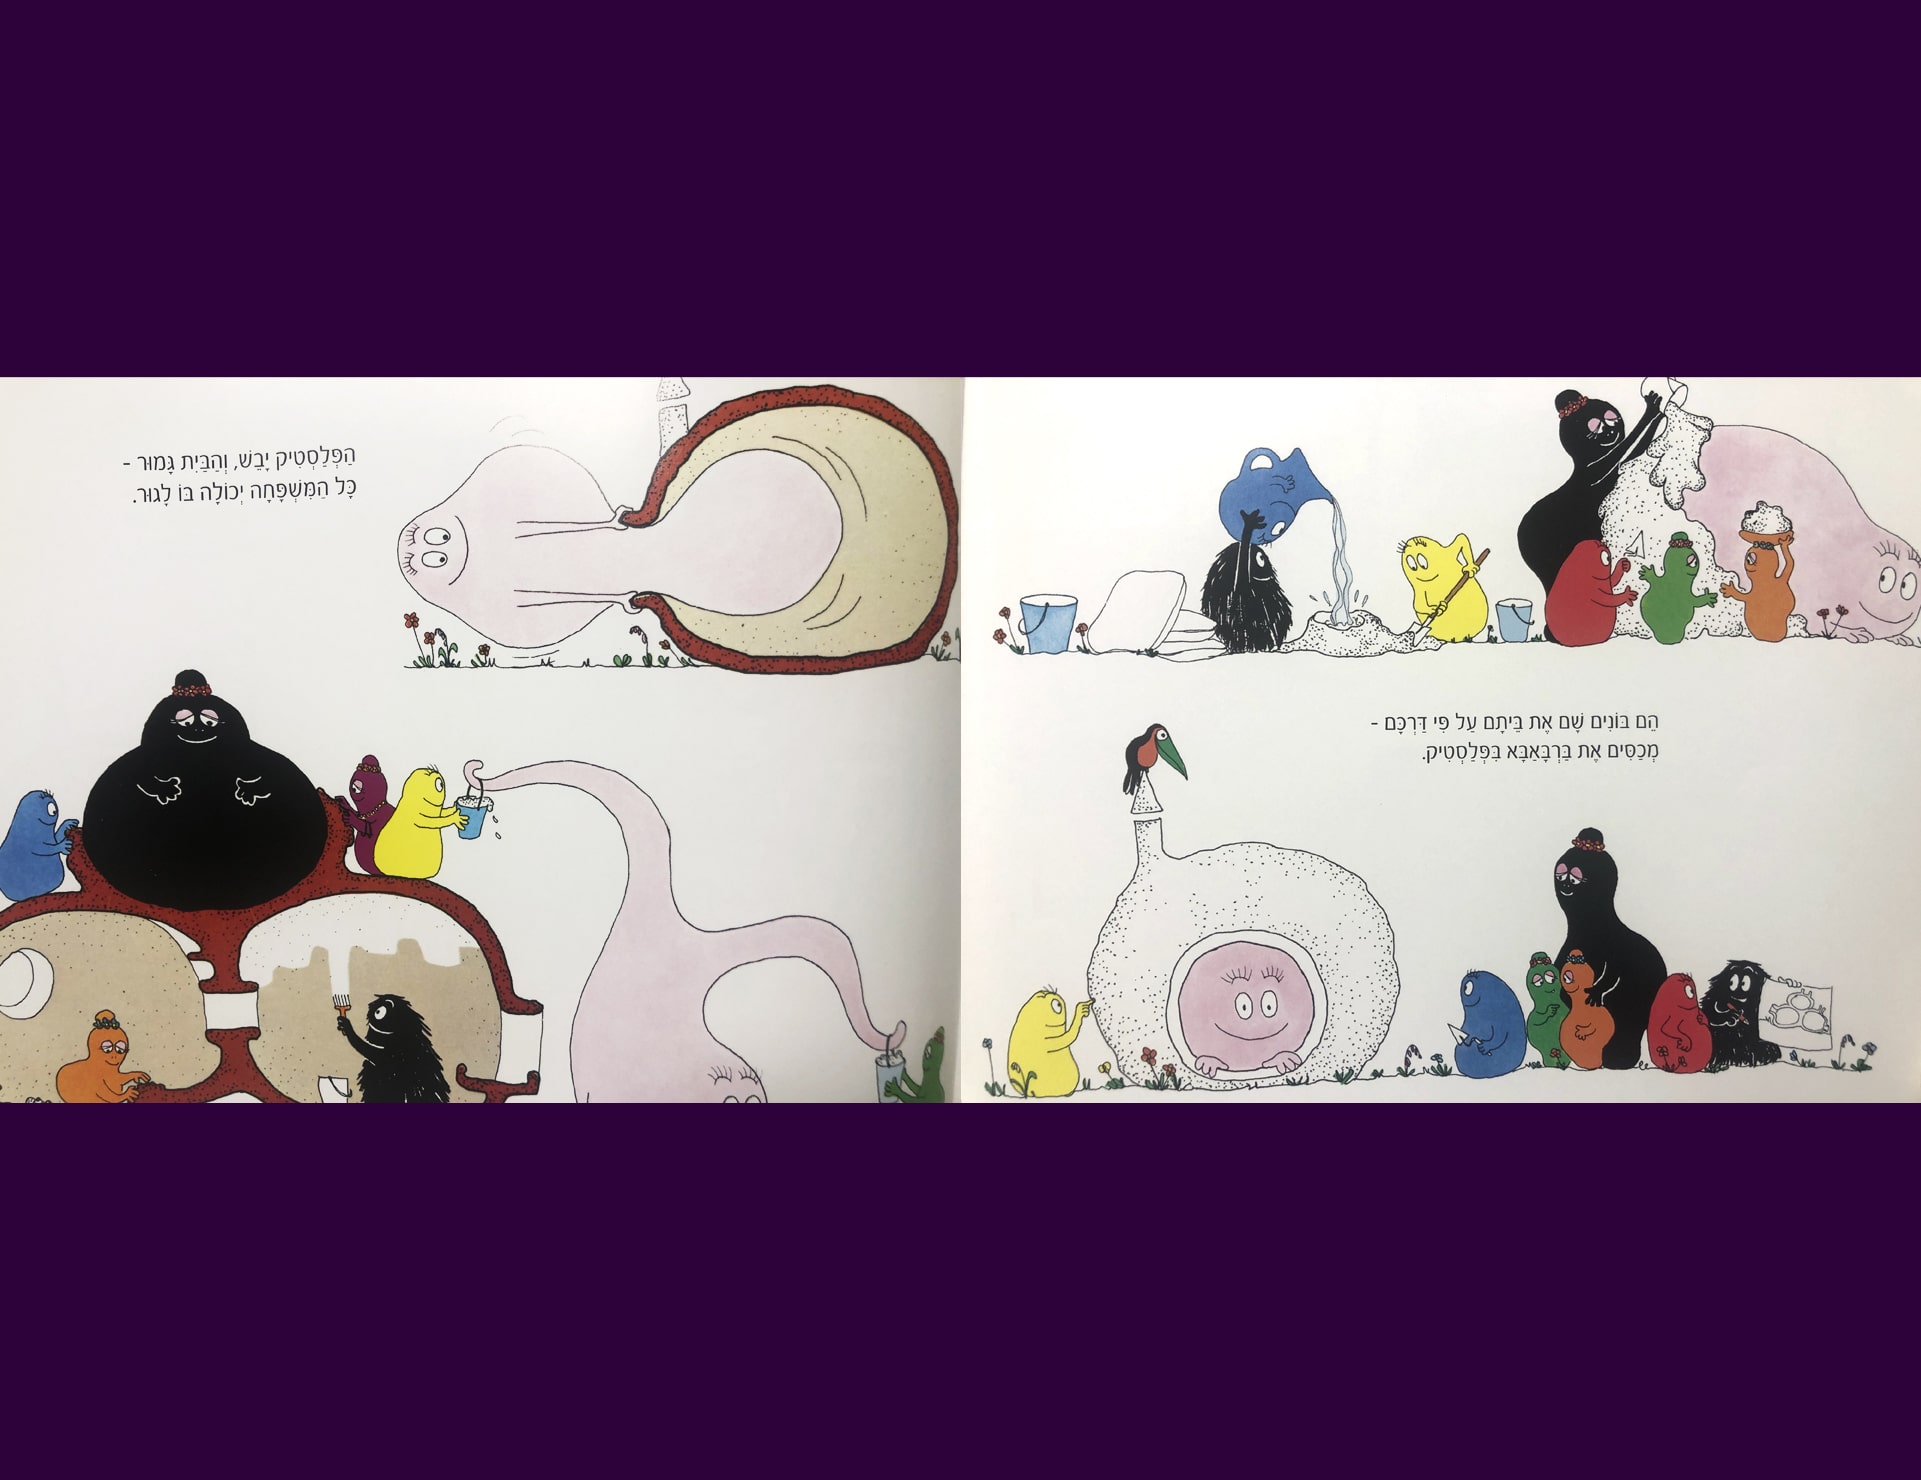 הֵם בּוֹנִים שָׁם אֶת בֵּיתָם עַל פִּי דַּרְכָּם -
מְכַסִּים אֶת בַּרְבָּאַבָּא בִּפְּלַסְטִיק.
הַפְּלַסְטִיק יָבֵשׁ, וְהַבַּיִת גָּמוּר -
כָּל הַמִּשְׁפָּחָה יְכוֹלָה בּוֹ לָגוּר.